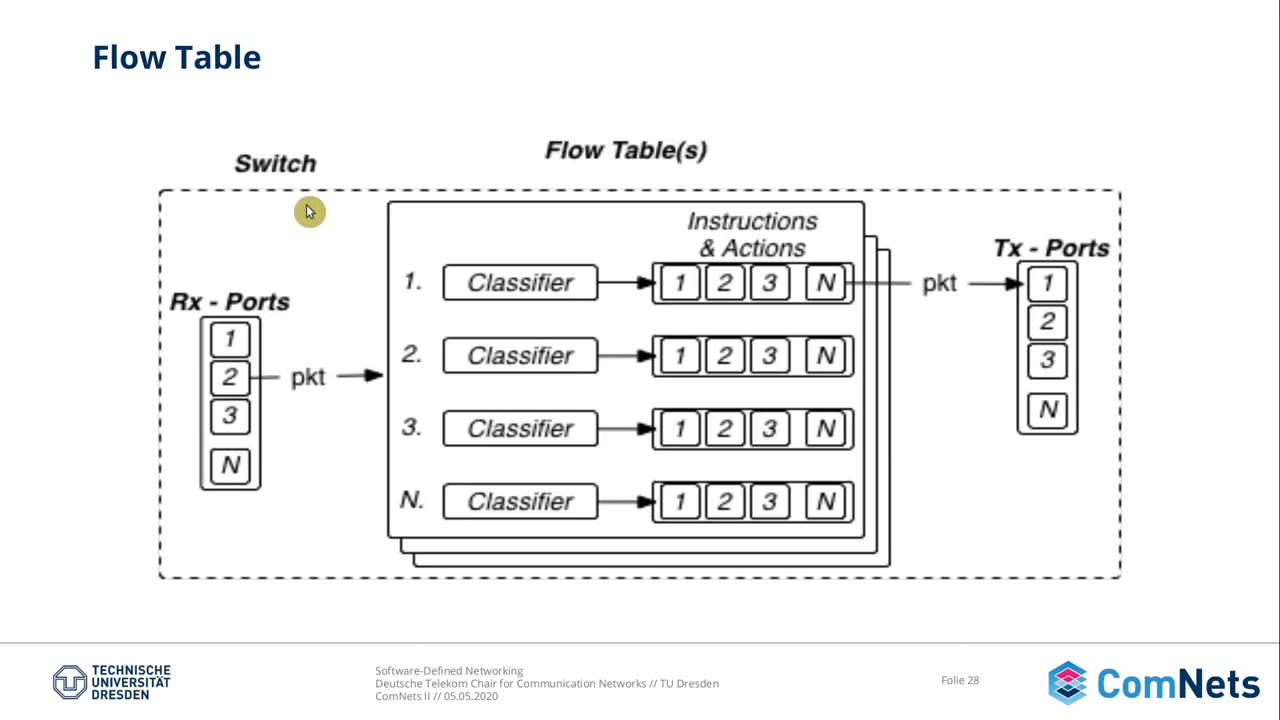 Flow Table
Switch
Flow Table(s)
Instructions
& Actions
Tx - Ports
Rx - Ports
1. Classifier 1 2 3 N pkt 1
2
3
N
1
2 pkt
3
N
2. Classifier 1 2 3 N
3. Classifier 1 2 3 N
N. Classifier 1 2 3 N
TECHNISCHE
UNIVERSITÄT
DRESDEN
Software-Defined Networking
Deutsche Telekom Chair for Communication Networks // TU Dresden
ComNets II // 05.05.2020
Folie 28
ComNets